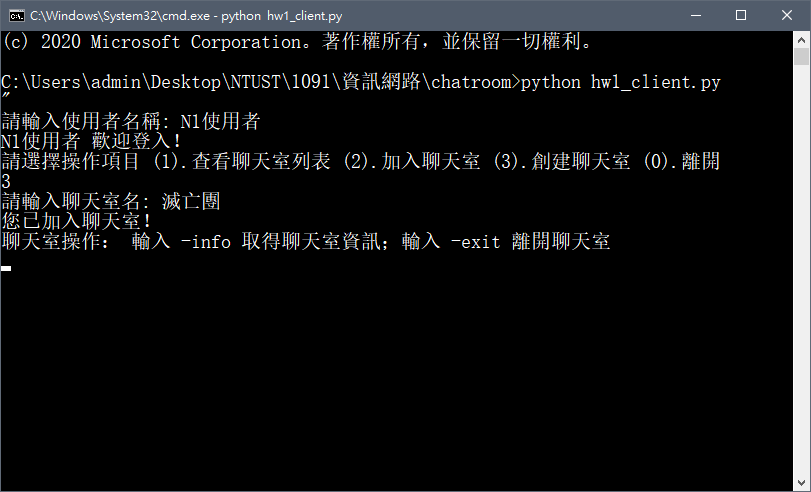 C:\Windows\System32\cmd.exe - python hw1_client.py
(c) 2020 Microsoft Corporation。著作權所有，並保留一切權利。
C:\Users\admin\Desktop\NTUST\1091\資訊網路\chatroom>python hw1_client.py
"
請輸入使用者名稱: N1使用者
N1使用者 歡迎登入!
請選擇操作項目 (1).查看聊天室列表 (2).加入聊天室 (3).創建聊天室 (0).離開
3
請輸入聊天室名: 滅亡團
您已加入聊天室!
聊天室操作： 輸入 -info 取得聊天室資訊; 輸入 -exit 離開聊天室